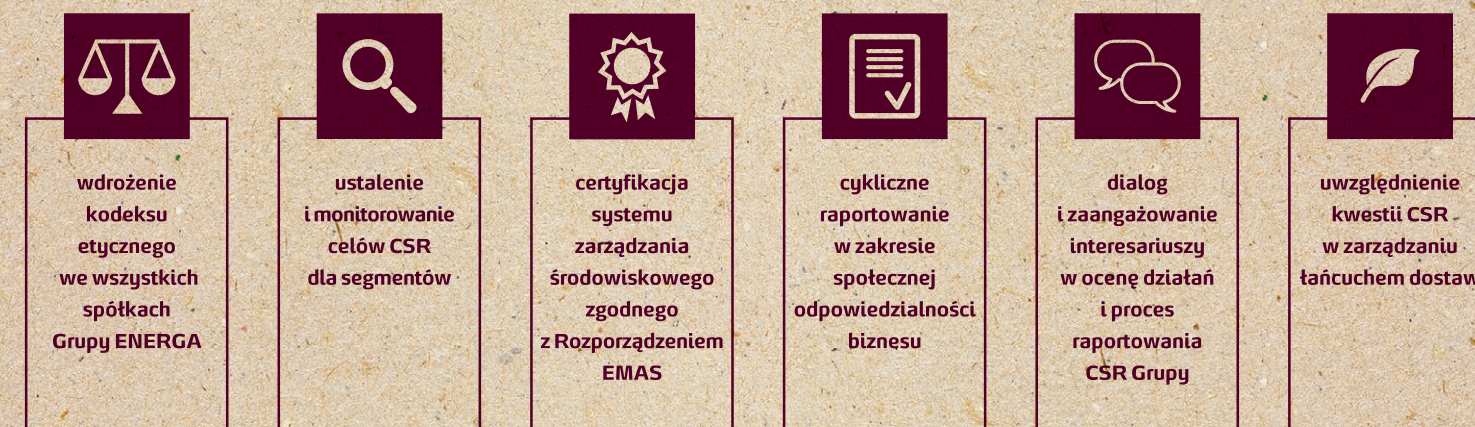 wdrożenie
kodeksu
etycznego
we wszystkich
spółkach
Grupy ENERGA
ustalenie
i monitorowanie
celów CSR
dla segmentów
certyfikacja
systemu
zarządzania
środowiskowego
zgodnego
z Rozporządzeniem
EMAS
cykliczne
raportowanie
w zakresie
społecznej
odpowiedzialności
biznesu
dialog
i zaangażowanie
interesariuszy
w ocenę działań
i proces
raportowania
CSR Grupy
uwzględnienie
kwestii CSR
w zarządzaniu
łańcuchem dostaw